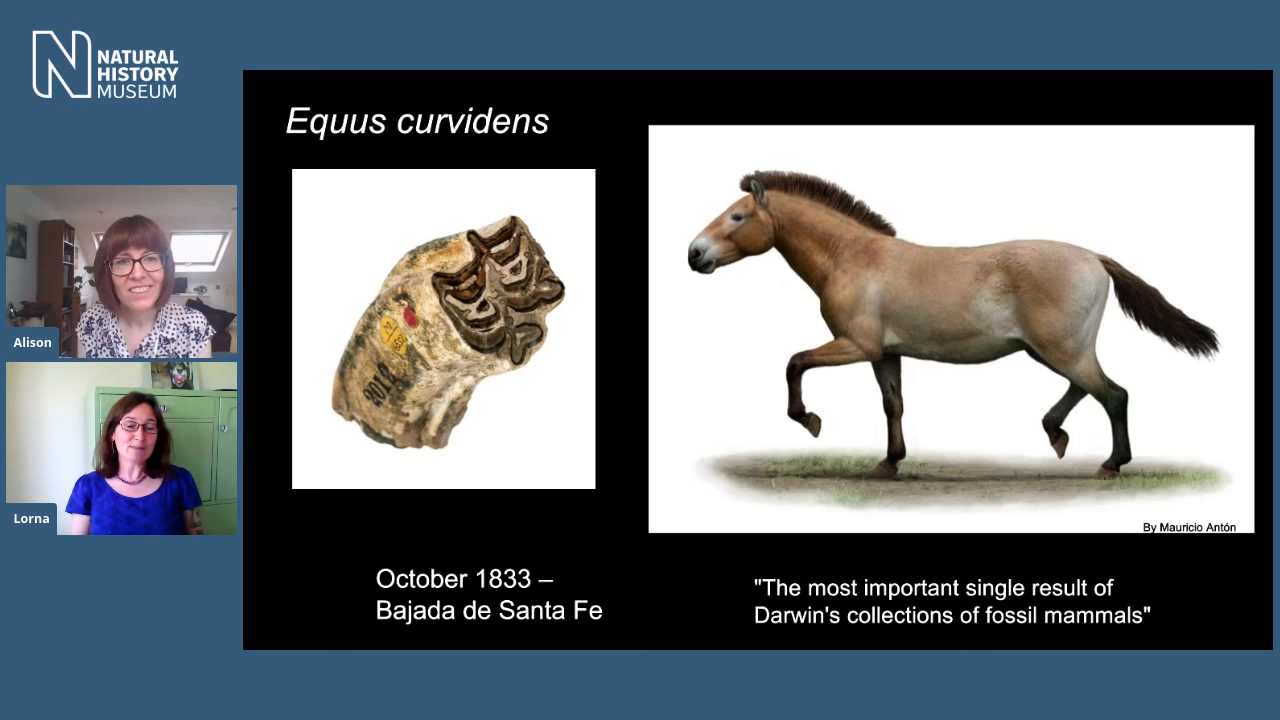 NATURAL
HISTORY
MUSEUM
Equus curvidens
Alison
Lorna
By Mauricio Antón
October 1833 –
Bajada de Santa Fe
"The most important single result of
Darwin's collections of fossil mammals"